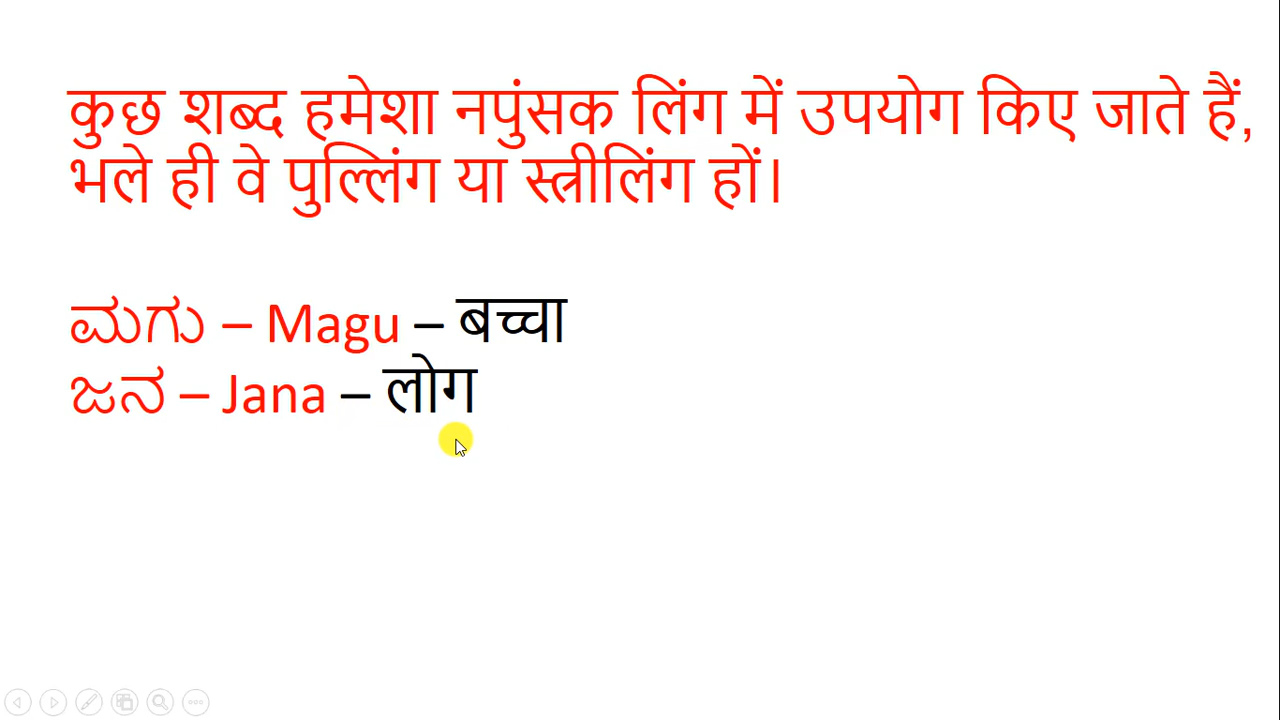 कुछ शब्द हमेशा नपुंसक लिंग में उपयोग किए जाते हैं,
भले ही वे पुल्लिंग या स्त्रीलिंग हों।
ಮಗು – Magu – बच्चा
ಜನ – Jana – लोग